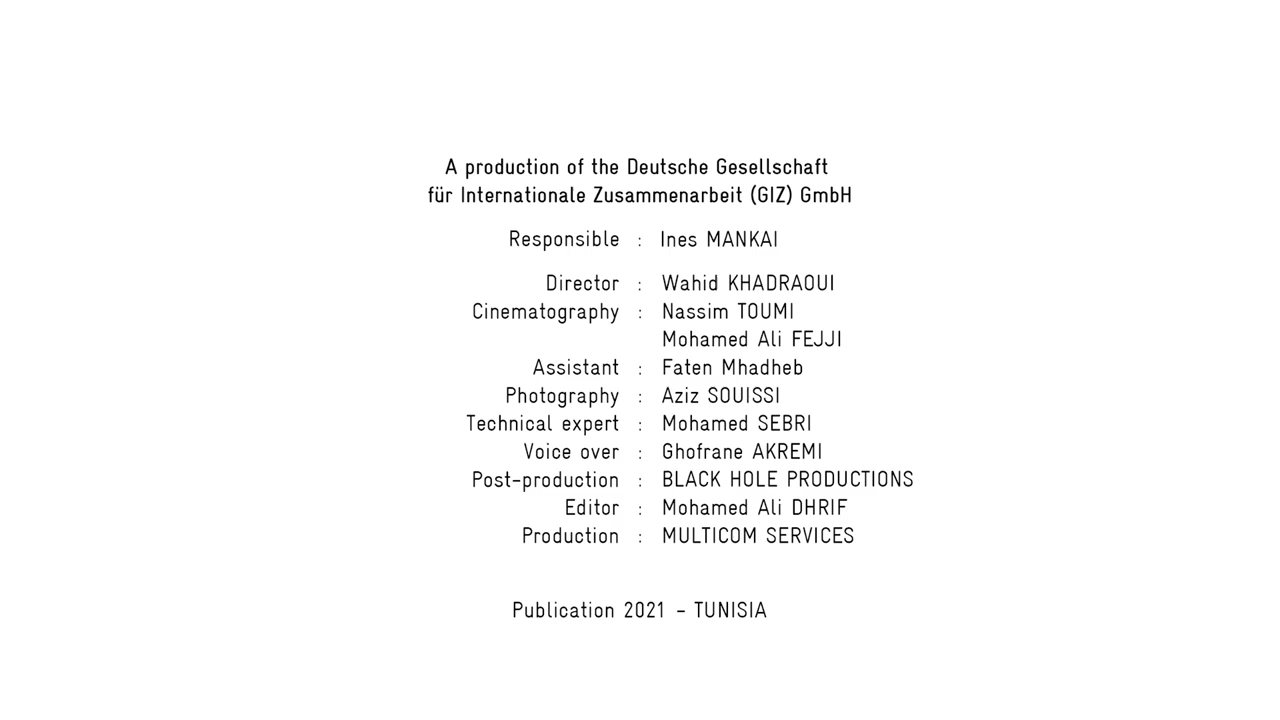 A production of the Deutsche Gesellschaft
für Internationale Zusammenarbeit (GIZ) GmbH
Responsible : Ines MANKAI
Director : Wahid KHADRAOUI
Cinematography : Nassim TOUMI
Mohamed Ali FEJJI
Assistant : Faten Mhadheb
Photography : Aziz SOUISSI
Technical expert : Mohamed SEBRI
Voice over : Ghofrane AKREMI
Post-production : BLACK HOLE PRODUCTIONS
Editor : Mohamed Ali DHRIF
Production : MULTICOM SERVICES
Publication 2021 - TUNISIA